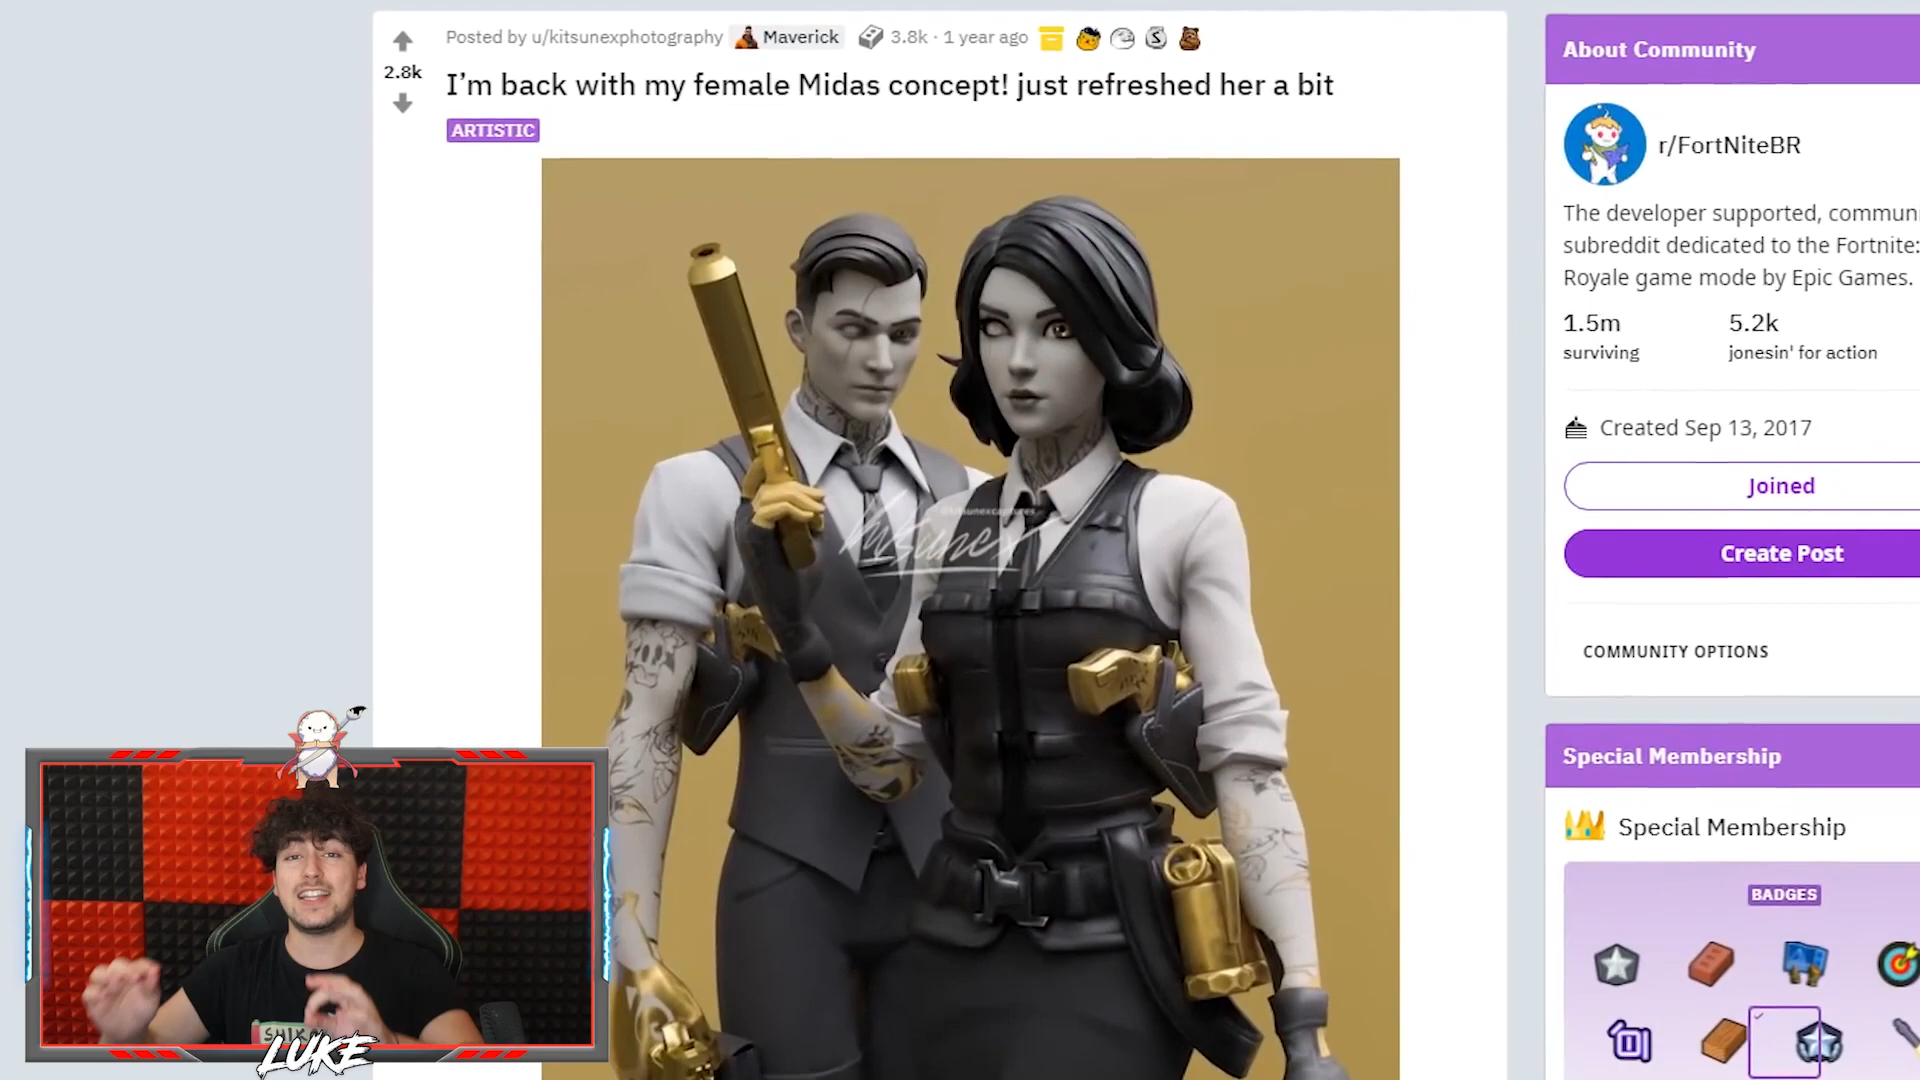 Posted by u/kitsunexphotography Maverick 3.8k · 1 year ago
2.8k
I'm back with my female Midas concept! just refreshed her a bit
ARTISTIC
@kitsunexcaptures
Kitsunex
About Community
r/FortNiteBR
The developer supported, commun
subreddit dedicated to the Fortnite:
Royale game mode by Epic Games.
1.5m 5.2k
surviving jonesin' for action
Created Sep 13, 2017
Joined
Create Post
COMMUNITY OPTIONS
Special Membership
Special Membership
BADGES
LUKE